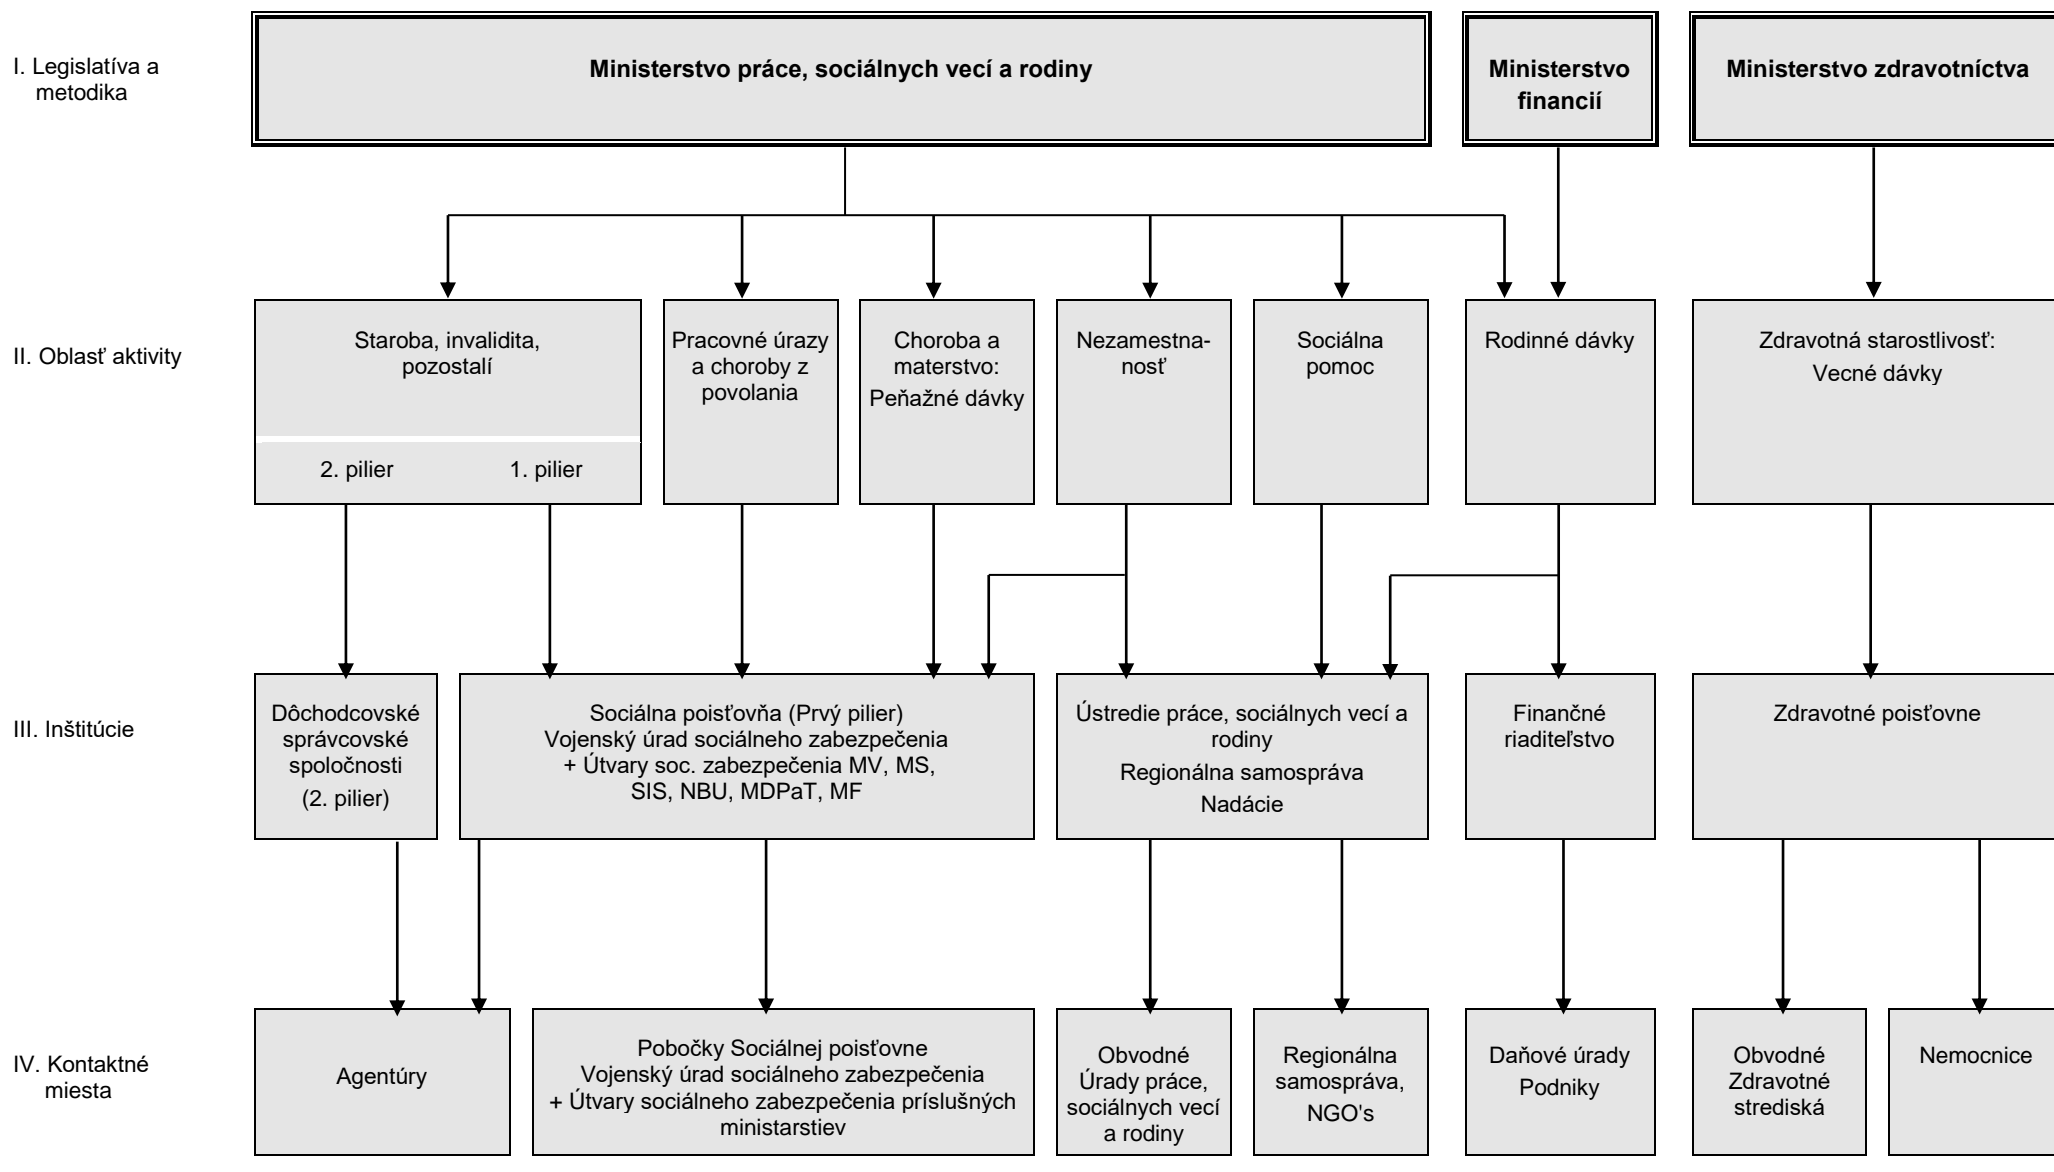 I. Legislatíva a
metodika
Ministerstvo práce, sociálnych vecí a rodiny
Ministerstvo
financií
Ministerstvo zdravotníctva
II. Oblasť aktivity
Staroba, invalidita,
pozostalí
2. pilier
1. pilier
Pracovné úrazy
a choroby z
povolania
Choroba a
materstvo:
Peňažné dávky
Nezamestna-
nosť
Sociálna
pomoc
Rodinné dávky
Zdravotná starostlivosť:
Vecné dávky
III. Inštitúcie
Dôchodcovské
správcovské
spoločnosti
(2. pilier)
Sociálna poisťovňa (Prvý pilier)
Vojenský úrad sociálneho zabezpečenia
+ Útvary soc. zabezpečenia MV, MS,
SIS, NBU, MDPaT, MF
Ústredie práce, sociálnych vecí a
rodiny
Regionálna samospráva
Nadácie
Finančné
riaditeľstvo
Zdravotné poisťovne
IV. Kontaktné
miesta
Agentúry
Pobočky Sociálnej poisťovne
Vojenský úrad sociálneho zabezpečenia
+ Útvary sociálneho zabezpečenia príslušných
ministarstiev
Obvodné
Úrady práce,
sociálnych vecí
a rodiny
Regionálna
samospráva,
NGO's
Daňové úrady
Podniky
Obvodné
Zdravotné
strediská
Nemocnice